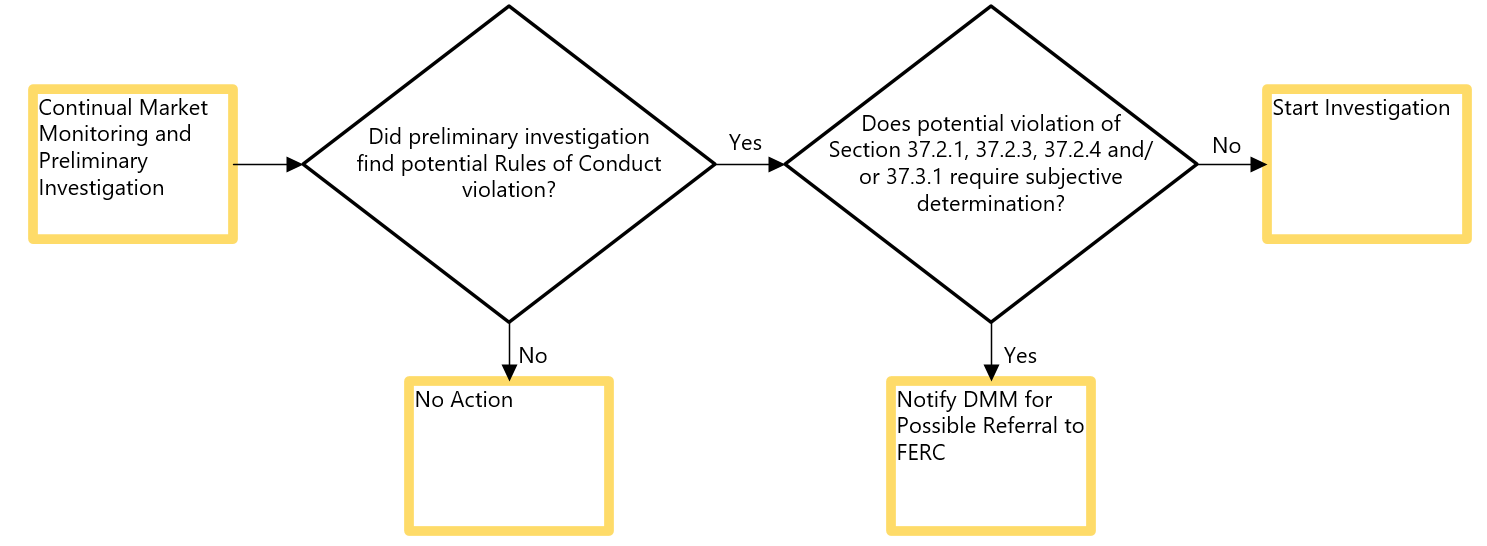 Continual Market
Monitoring and
Preliminary
Investigation
Did preliminary investigation
find potential Rules of Conduct
violation?
Yes
No
No Action
Does potential violation of
Section 37.2.1, 37.2.3, 37.2.4 and/
or 37.3.1 require subjective
determination?
No
Start Investigation
Yes
Notify DMM for
Possible Referral to
FERC